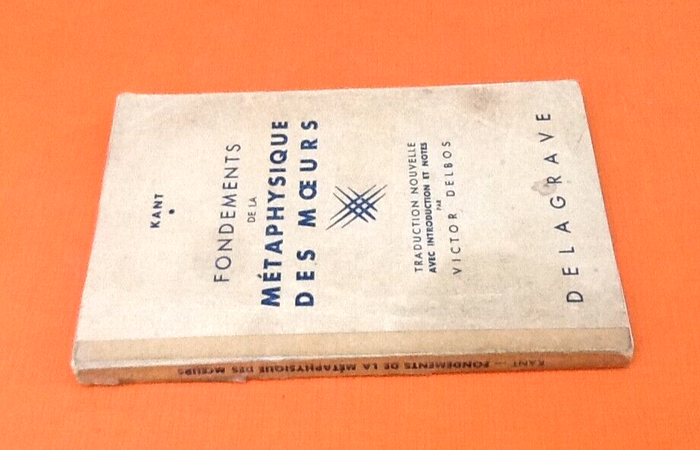 KANT
FONDEMENTS
DE LA
MÉTAPHYSIQUE
DES MŒURS
TRADUCTION NOUVELLE
AVEC INTRODUCTION ET NOTES
PAR
VICTOR DELBOS
DELAGRAVE
KANT — FONDEMENTS DE LA MÉTAPHYSIQUE DES MŒURS